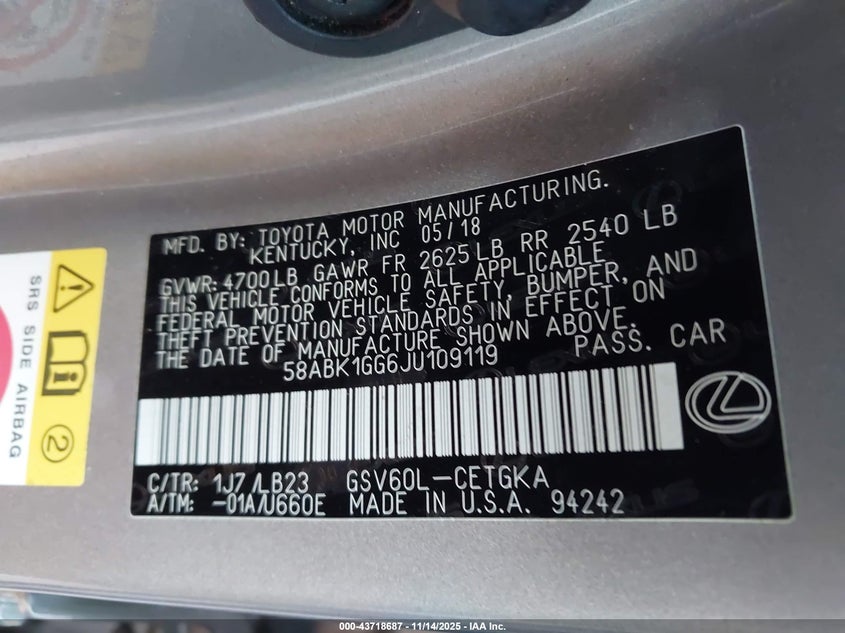 MFD. BY: TOYOTA MOTOR MANUFACTURING.
KENTUCKY, INC 05/18
GVWR: 4700LB GAWR FR 2625LB RR 2540 LB
THIS VEHICLE CONFORMS TO ALL APPLICABLE
FEDERAL MOTOR VEHICLE SAFETY, BUMPER, AND
THEFT PREVENTION STANDARDS IN EFFECT ON
THE DATE OF MANUFACTURE SHOWN ABOVE.
58ABK1GG6JU109119 PASS. CAR
C/TR: 1J7/LB23 GSV60L-CETGKA
A/TM: -01A/U660E MADE IN U.S.A. 94242
SRS SIDE AIRBAG
2
000-43718687 - 11/14/2025 - IAA Inc.